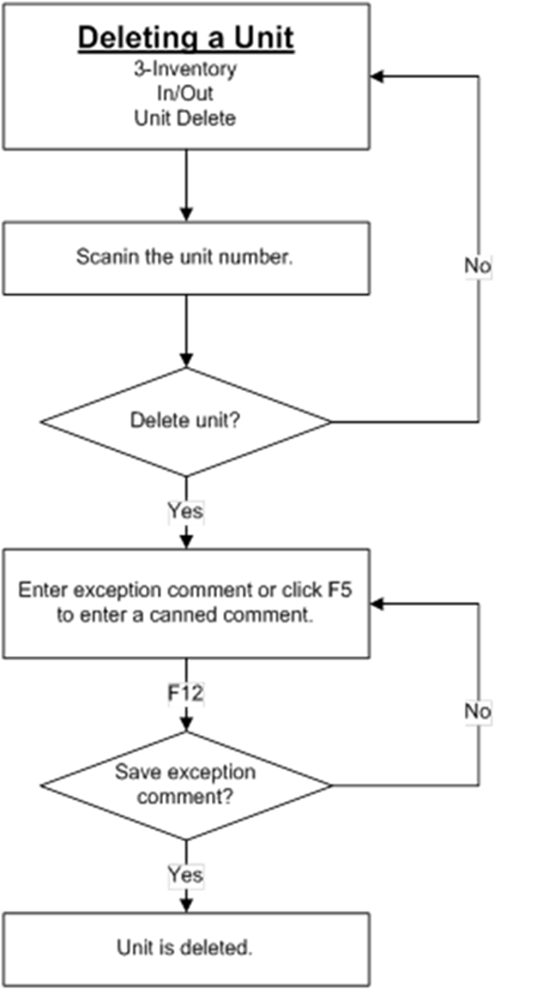 Deleting a Unit
3-Inventory
In/Out
Unit Delete
Scanin the unit number.
No
Delete unit?
Yes
Enter exception comment or click F5
to enter a canned comment.
F12
No
Save exception
comment?
Yes
Unit is deleted.